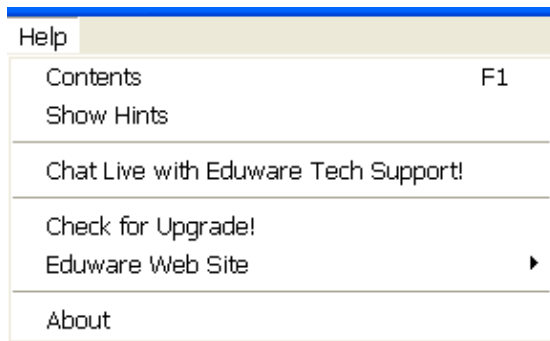 Help
Contents F1
Show Hints
Chat Live with Eduware Tech Support!
Check for Upgrade!
Eduware Web Site
About